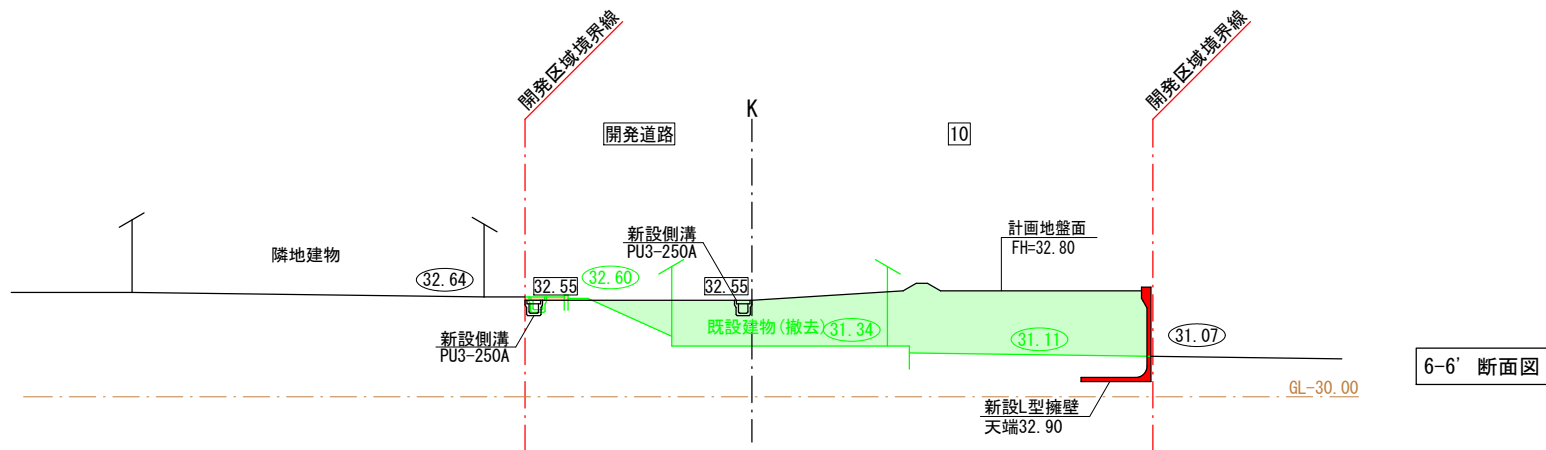 開発区域境界線
開発区域境界線
K
開発道路
10
隣地建物
32.64
32.55
32.60
新設側溝
PU3-250A
32.55
計画地盤面
FH=32.80
既設建物(撤去)
31.34
31.11
31.07
新設側溝
PU3-250A
6-6' 断面図
GL-30.00
新設L型擁壁
天端32.90